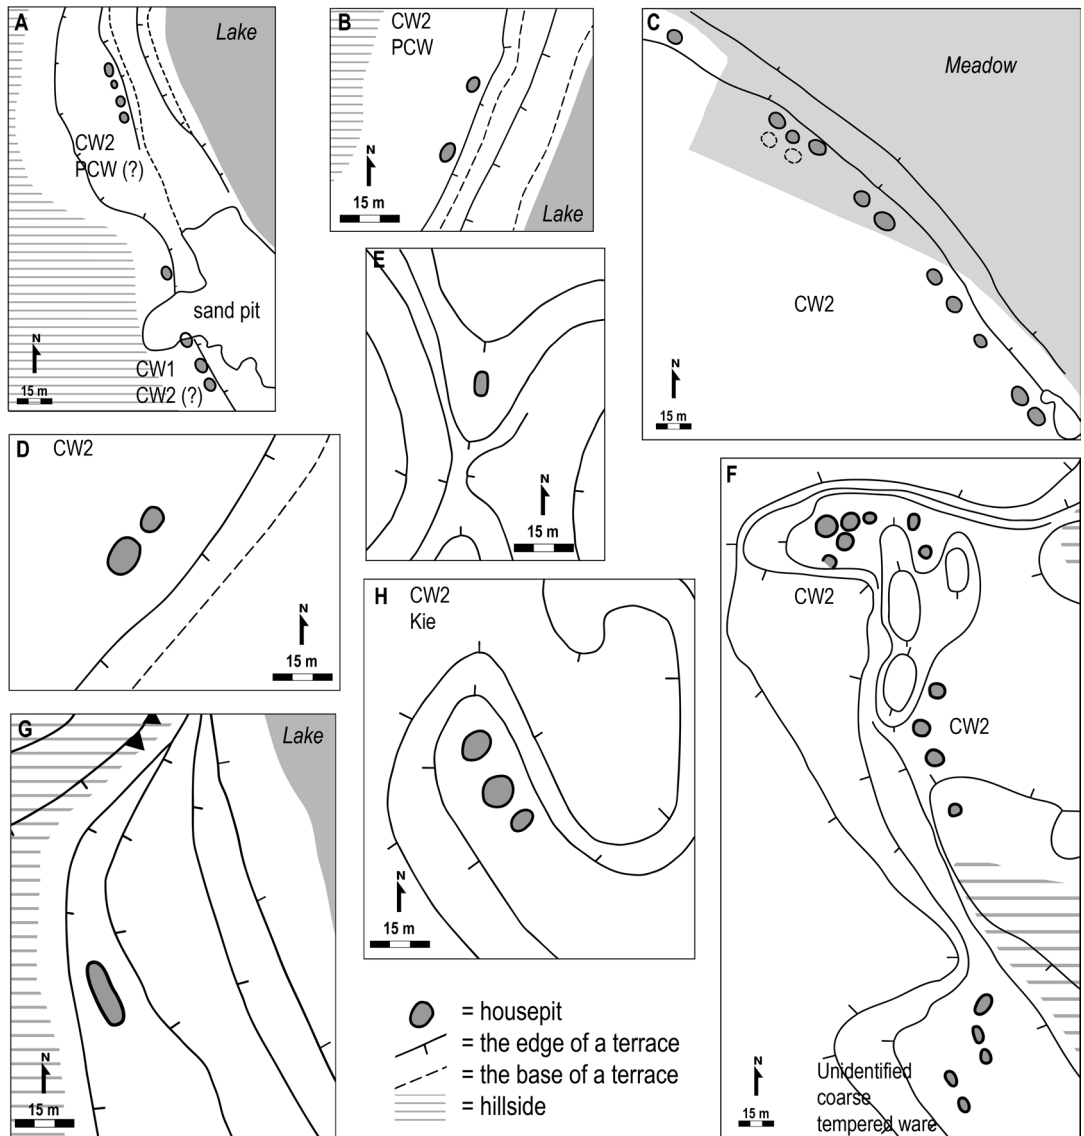 A
Lake
CW2
PCW (?)
sand pit
N
15 m
CW1
CW2 (?)
B
CW2
PCW
N
15 m
Lake
C
Meadow
CW2
N
15 m
D
CW2
N
15 m
E
N
15 m
F
CW2
CW2
N
15 m
Unidentified
coarse
tempered ware
G
Lake
N
15 m
H
CW2
Kie
N
15 m
= housepit
= the edge of a terrace
= the base of a terrace
= hillside